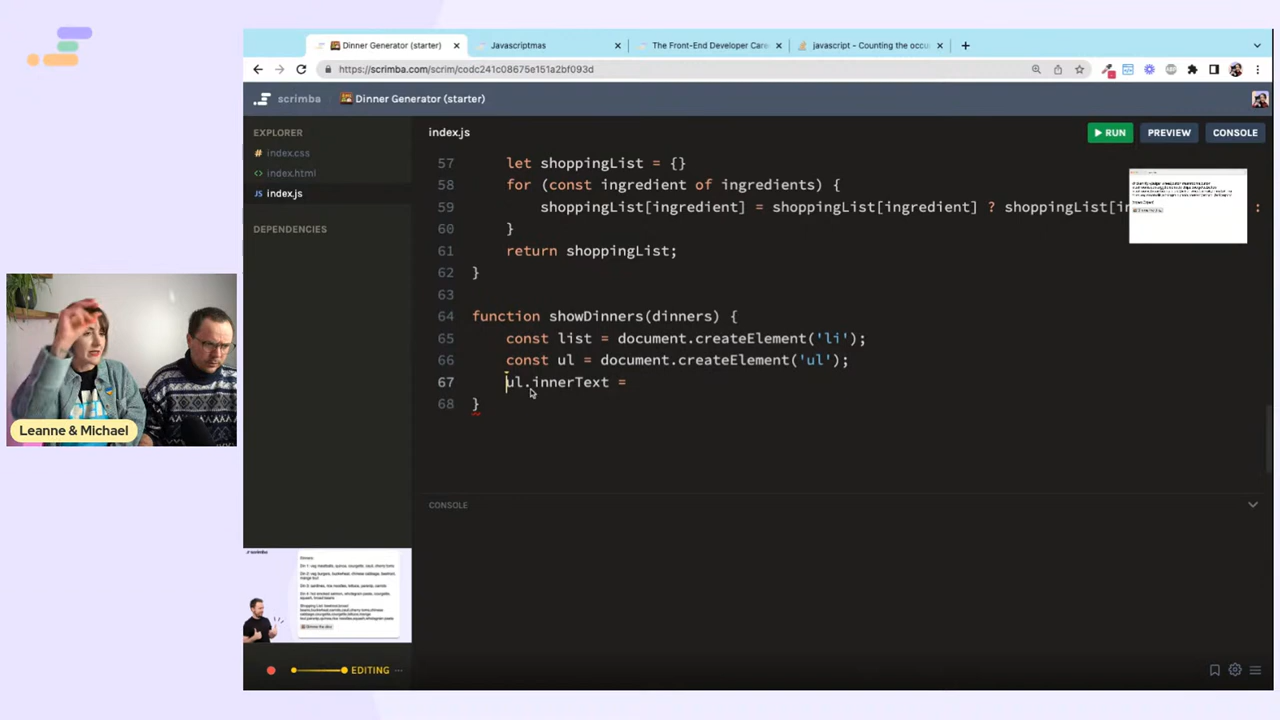 Dinner Generator (starter)
Javascriptmas
The Front-End Developer Care
javascript - Counting the occu
https://scrimba.com/scrim/codc241c08675e151a2bf093d
scrimba
Dinner Generator (starter)
EXPLORER
index.css
index.html
JS index.js
DEPENDENCIES
index.js
RUN
PREVIEW
CONSOLE
57 let shoppingList = {}
58 for (const ingredient of ingredients) {
59 shoppingList[ingredient] = shoppingList[ingredient] ? shoppingList[in :
60 }
61 return shoppingList;
62 }
63
64 function showDinners(dinners) {
65 const list = document.createElement('li');
66 const ul = document.createElement('ul');
67 ul.innerText =
68 }
CONSOLE
Leanne & Michael
scrimba
EDITING ...